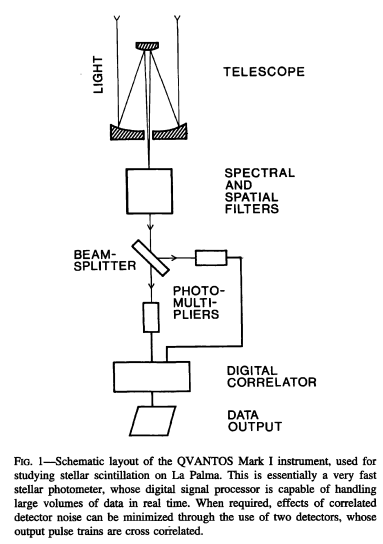 LIGHT
TELESCOPE
SPECTRAL
AND
SPATIAL
FILTERS
BEAM-
SPLITTER
PHOTO-
MULTI-
PLIERS
DIGITAL
CORRELATOR
DATA
OUTPUT
FIG. 1—Schematic layout of the QVANTOS Mark I instrument, used for
studying stellar scintillation on La Palma. This is essentially a very fast
stellar photometer, whose digital signal processor is capable of handling
large volumes of data in real time. When required, effects of correlated
detector noise can be minimized through the use of two detectors, whose
output pulse trains are cross correlated.